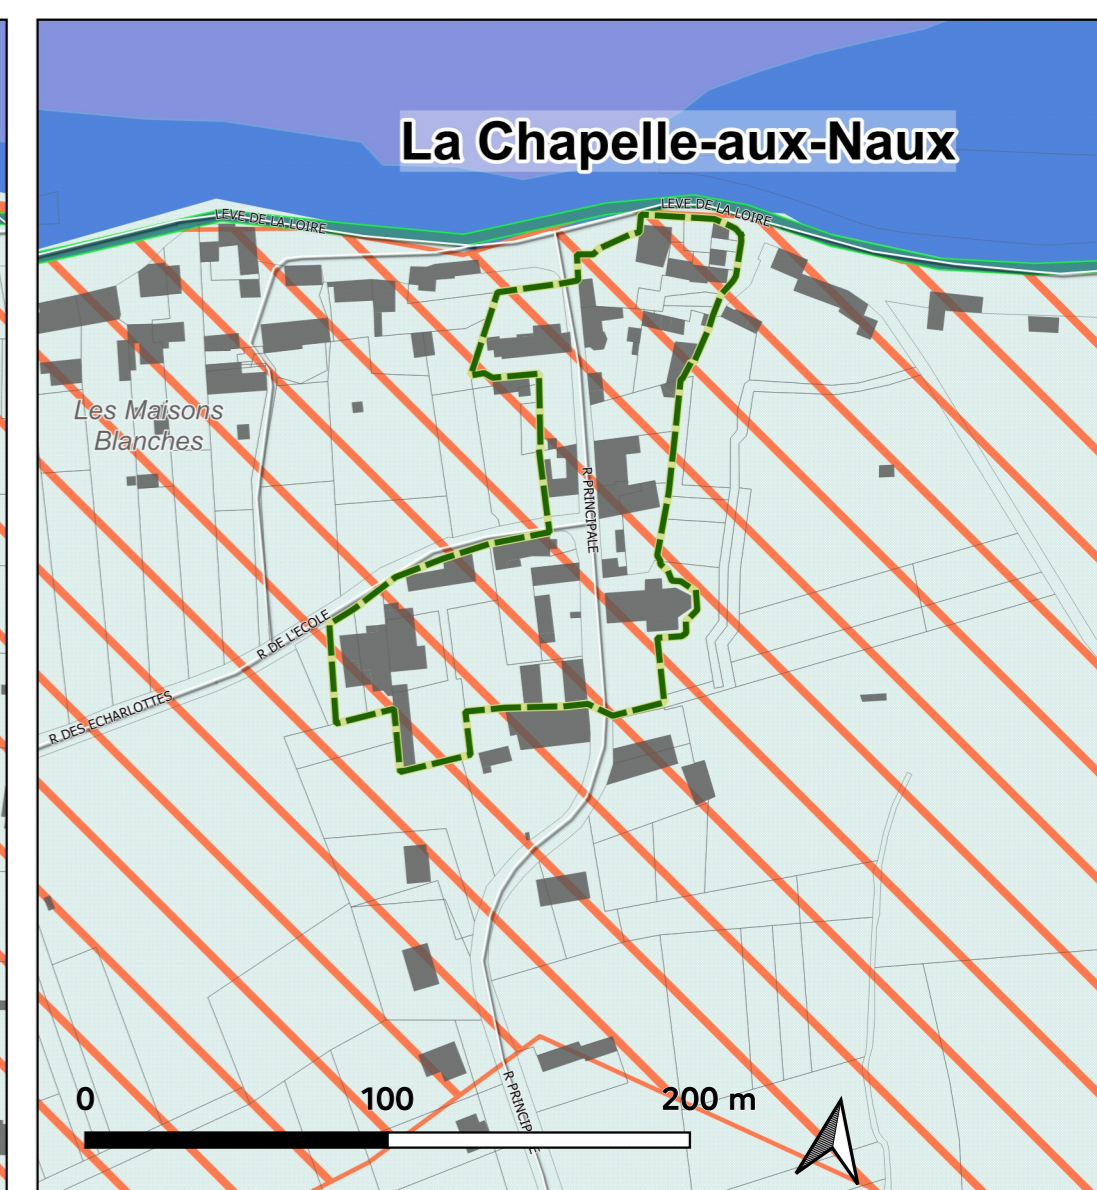 La Chapelle-aux-Naux
LEVE DE LA LOIRE
LEVE DE LA LOIRE
Les Maisons
Blanches
R PRINCIPALE
R DE L'ECOLE
R DES ECHARLOTTES
R PRINCIP
0 100 200 m